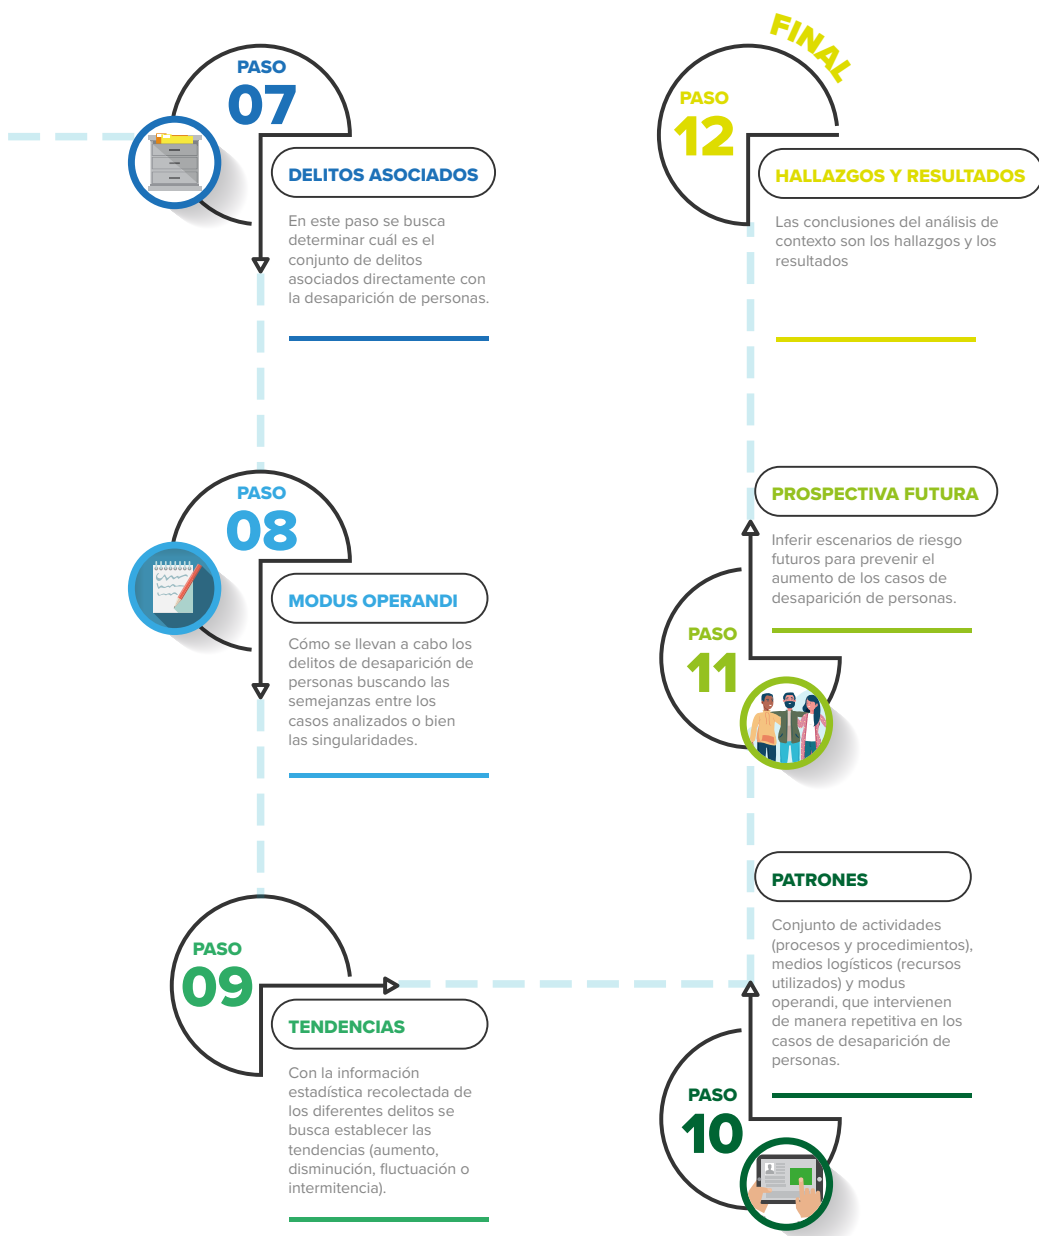 PASO
07
DELITOS ASOCIADOS
En este paso se busca
determinar cuál es el
conjunto de delitos
asociados directamente con
la desaparición de personas.
PASO
08
MODUS OPERANDI
Cómo se llevan a cabo los
delitos de desaparición de
personas buscando las
semejanzas entre los
casos analizados o bien
las singularidades.
PASO
09
TENDENCIAS
Con la información
estadística recolectada de
los diferentes delitos se
busca establecer las
tendencias (aumento,
disminución, fluctuación o
intermitencia).
PASO
10
PATRONES
Conjunto de actividades
(procesos y procedimientos),
medios logísticos (recursos
utilizados) y modus
operandi, que intervienen
de manera repetitiva en los
casos de desaparición de
personas.
PASO
11
PROSPECTIVA FUTURA
Inferir escenarios de riesgo
futuros para prevenir el
aumento de los casos de
desaparición de personas.
FINAL
PASO
12
HALLAZGOS Y RESULTADOS
Las conclusiones del análisis de
contexto son los hallazgos y los
resultados